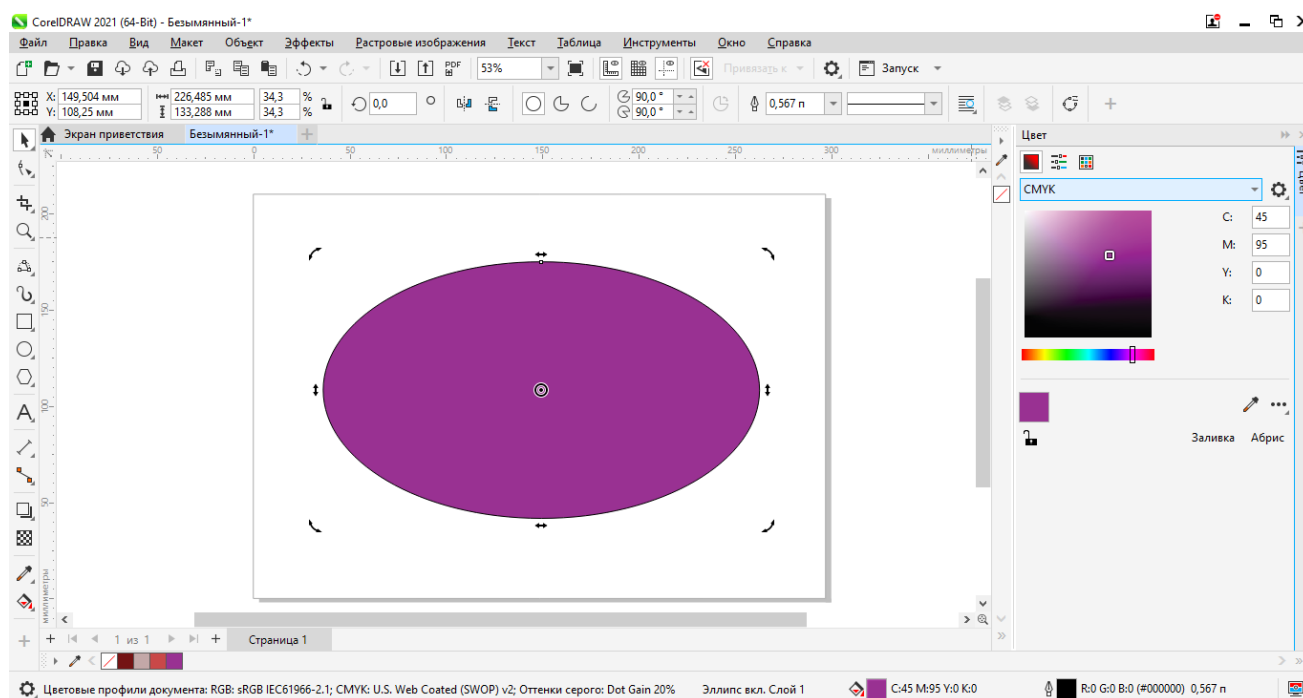 CorelDRAW 2021 (64-Bit) - Безымянный-1*
Файл Правка Вид Макет Объект Эффекты Растровые изображения Текст Таблица Инструменты Окно Справка
PDF 53% Привязать к Запуск
X: 149,504 мм 226,485 мм 34,3 % 0,0 ° 90,0 ° 0,567 п
Y: 108,25 мм 133,288 мм 34,3 % 90,0 °
Экран приветствия Безымянный-1* Цвет
50 0 50 100 150 200 250 300 миллиметры
CMYK
Цвет
200
150
100
50
миллиметры
C: 45
M: 95
Y: 0
K: 0
Заливка Абрис
1 из 1 Страница 1
Цветовые профили документа: RGB: sRGB IEC61966-2.1; CMYK: U.S. Web Coated (SWOP) v2; Оттенки серого: Dot Gain 20% Эллипс вкл. Слой 1 C:45 M:95 Y:0 K:0 R:0 G:0 B:0 (#000000) 0,567 п